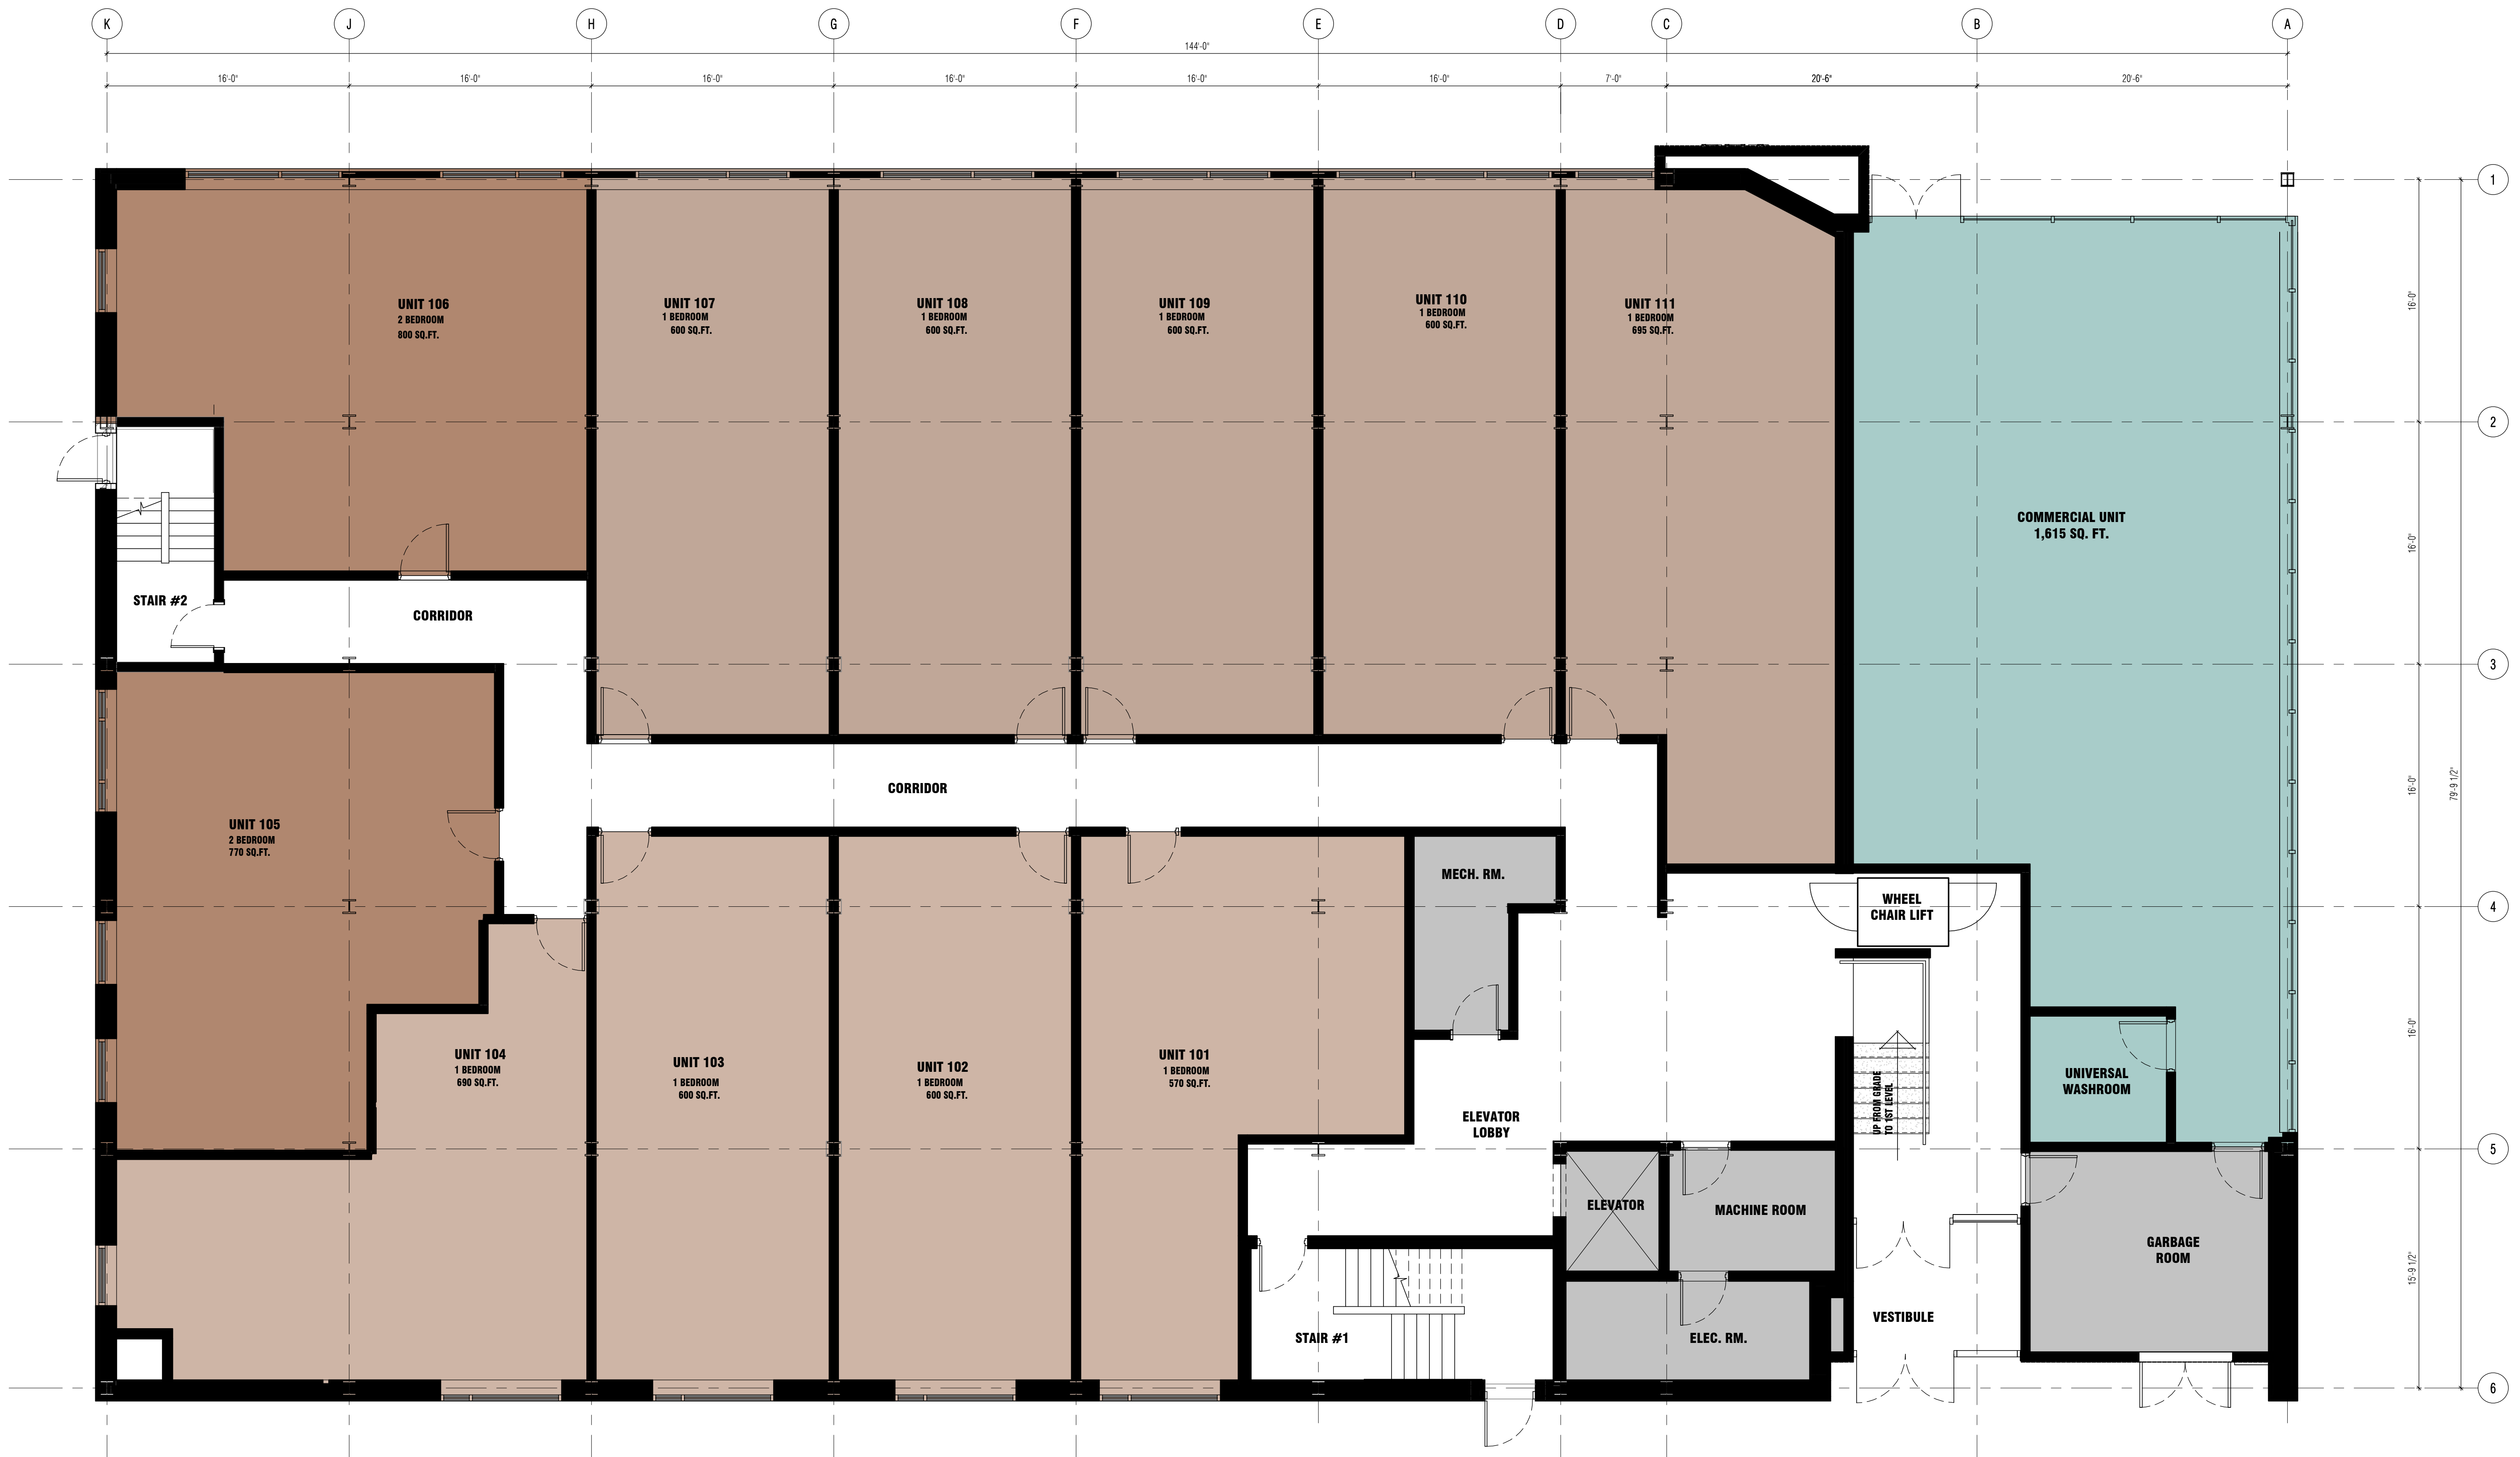 K J H G F E D C B A
144'-0"
16'-0" 16'-0" 16'-0" 16'-0" 16'-0" 16'-0" 7'-0" 20'-6" 20'-6"
1
2
3
4
5
6
16'-0"
16'-0"
16'-0"
16'-0"
15'-9 1/2"
79'-9 1/2"
UNIT 106
2 BEDROOM
800 SQ.FT.
UNIT 107
1 BEDROOM
600 SQ.FT.
UNIT 108
1 BEDROOM
600 SQ.FT.
UNIT 109
1 BEDROOM
600 SQ.FT.
UNIT 110
1 BEDROOM
600 SQ.FT.
UNIT 111
1 BEDROOM
695 SQ.FT.
COMMERCIAL UNIT
1,615 SQ. FT.
STAIR #2
CORRIDOR
CORRIDOR
UNIT 105
2 BEDROOM
770 SQ.FT.
MECH. RM.
WHEEL
CHAIR LIFT
UNIT 104
1 BEDROOM
690 SQ.FT.
UNIT 103
1 BEDROOM
600 SQ.FT.
UNIT 102
1 BEDROOM
600 SQ.FT.
UNIT 101
1 BEDROOM
570 SQ.FT.
ELEVATOR
LOBBY
UP FROM GRADE
TO 1ST LEVEL
UNIVERSAL
WASHROOM
ELEVATOR
MACHINE ROOM
GARBAGE
ROOM
STAIR #1
ELEC. RM.
VESTIBULE